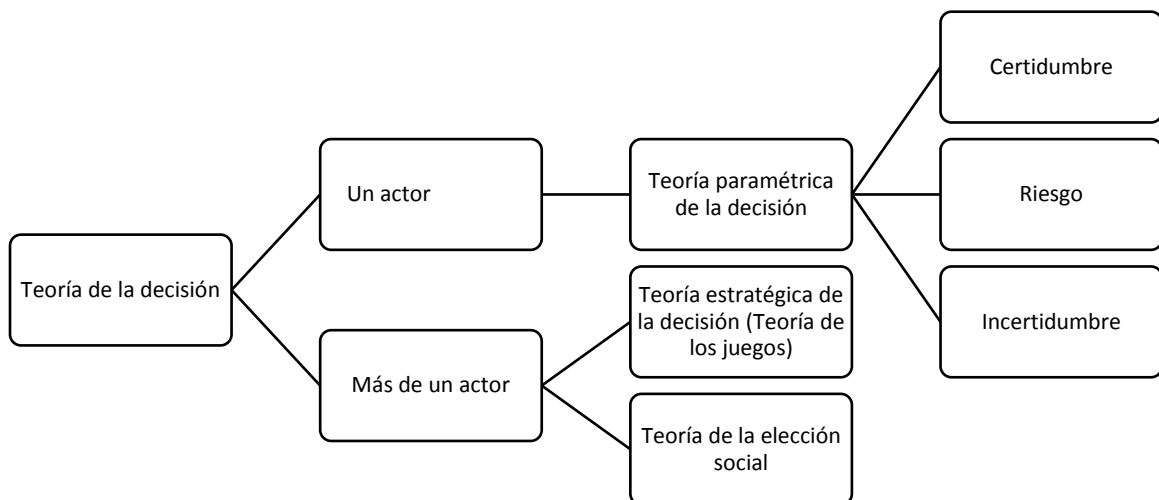 Teoría de la decisión
Un actor
Más de un actor
Teoría paramétrica
de la decisión
Teoría estratégica de
la decisión (Teoría de
los juegos)
Teoría de la elección
social
Certidumbre
Riesgo
Incertidumbre